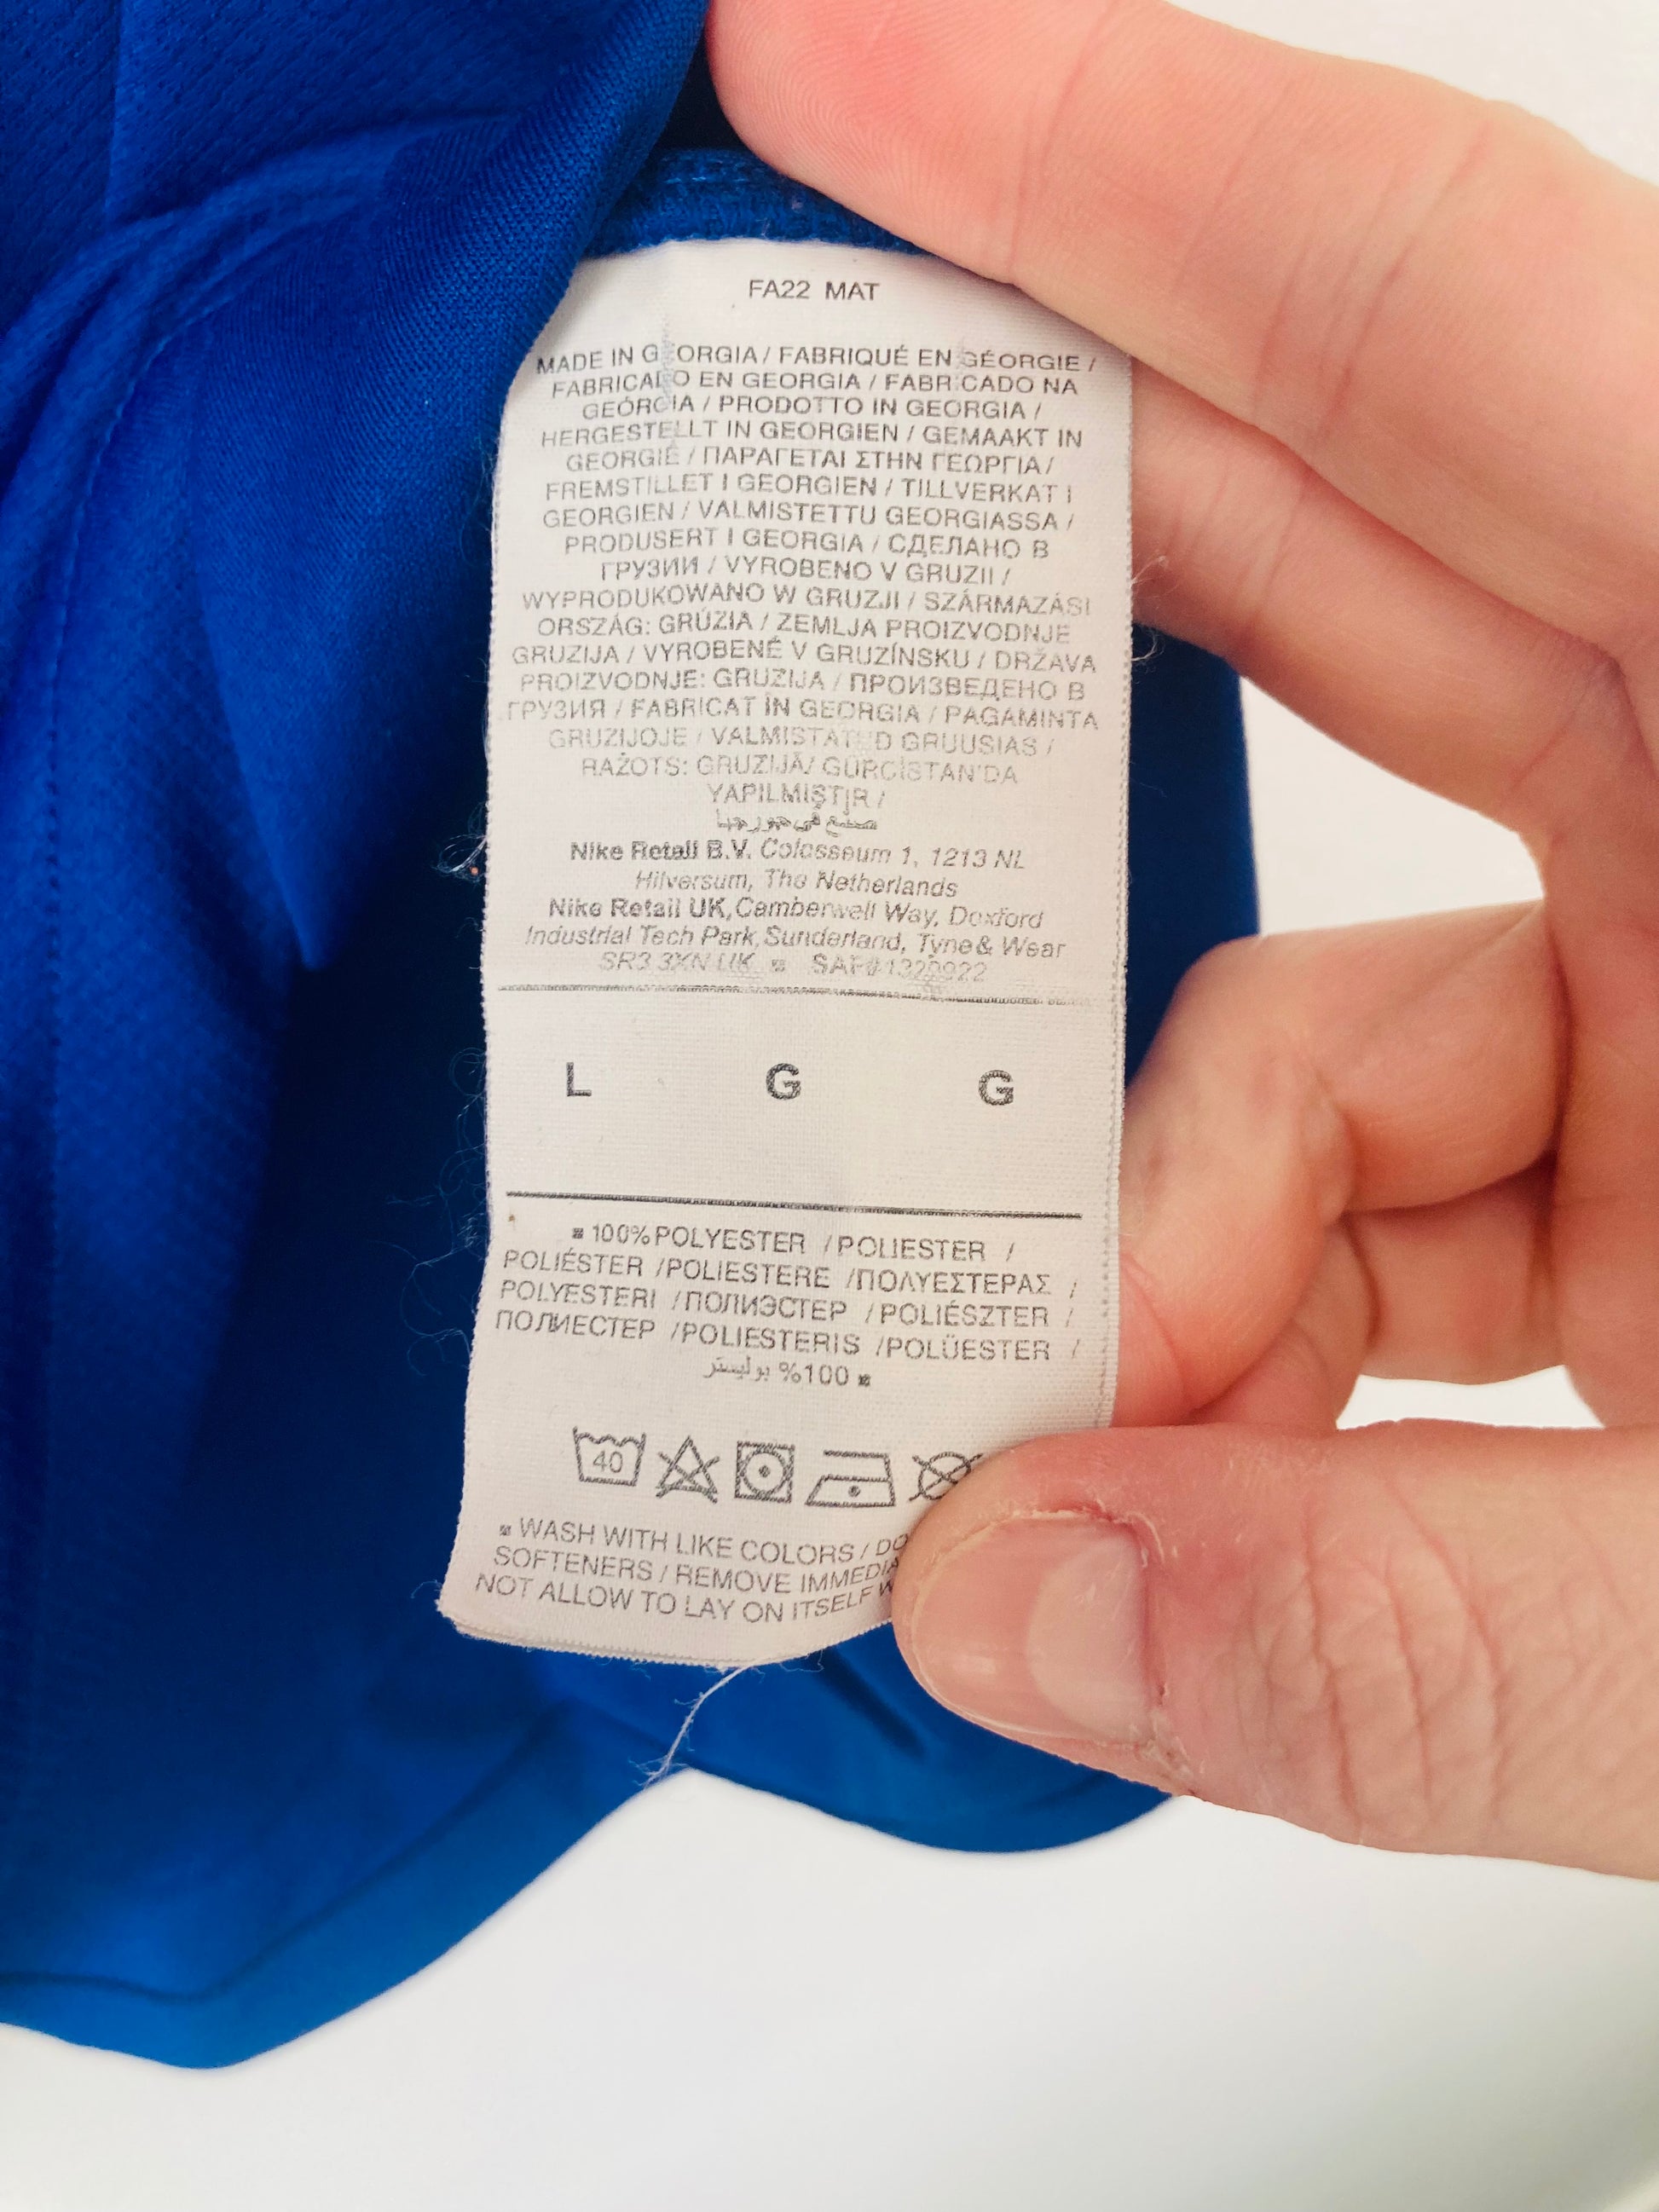 FA22 MAT
MADE IN GEORGIA / FABRIQUÉ EN GÉORGIE /
FABRICADO EN GEORGIA / FABRICADO NA
GEÓRGIA / PRODOTTO IN GEORGIA /
HERGESTELLT IN GEORGIEN / GEMAAKT IN
GEORGIË / ΠΑΡΑΓΕΤΑΙ ΣΤΗΝ ΓΕΩΡΓΙΑ /
FREMSTILLET I GEORGIEN / TILLVERKAT I
GEORGIEN / VALMISTETTU GEORGIASSA /
PRODUSERT I GEORGIA / СДЕЛАНО В
ГРУЗИИ / VYROBENO V GRUZII /
WYPRODUKOWANO W GRUZJI / SZÁRMAZÁSI
ORSZÁG: GRÚZIA / ZEMLJA PROIZVODNJE
GRUZIJA / VYROBENÉ V GRUZÍNSKU / DRŽAVA
PROIZVODNJE: GRUZIJA / ПРОИЗВЕДЕНО В
ГРУЗИЯ / FABRICAT ÎN GEORGIA / PAGAMINTA
GRUZIJOJE / VALMISTATUD GRUUSIAS /
RAŽOTS: GRUZIJĀ/ GÜRCİSTAN'DA
YAPILMIŞTIR /
صنع في جورجيا
Nike Retail B.V. Colosseum 1, 1213 NL
Hilversum, The Netherlands
Nike Retail UK, Camberwell Way, Doxford
Industrial Tech Park, Sunderland, Tyne & Wear
SR3 3XN UK
L G G
100% POLYESTER / POLIESTER /
POLIÉSTER / POLIESTERE / ΠΟΛΥΕΣΤΕΡΑΣ /
POLYESTERI / ПОЛИЭСТЕР / POLIÉSZTER /
ПОЛИЕСТЕР / POLIESTERIS / POLÜESTER /
100% بوليستر
40
WASH WITH LIKE COLORS / DO
SOFTENERS / REMOVE
NOT ALLOW TO LAY ON ITSELF